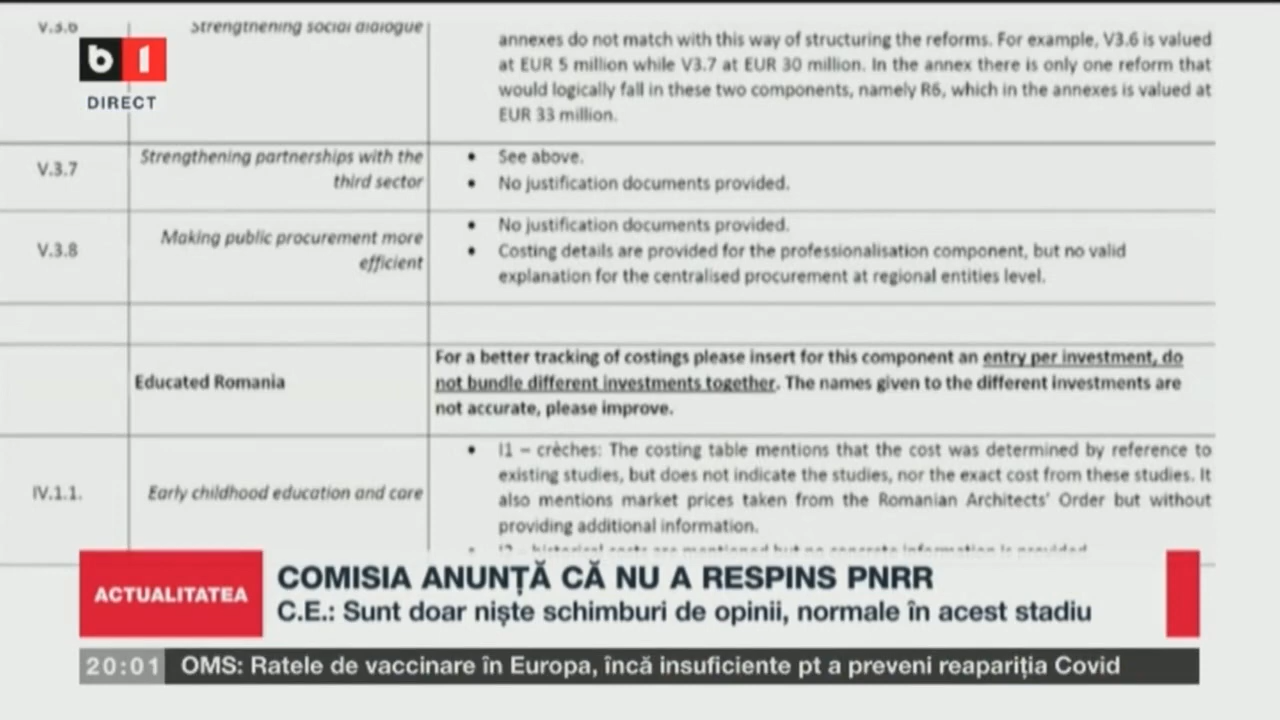 V.3.6
Strengthening social dialogue
annexes do not match with this way of structuring the reforms. For example, V3.6 is valued
at EUR 5 million while V3.7 at EUR 30 million. In the annex there is only one reform that
would logically fall in these two components, namely R6, which in the annexes is valued at
EUR 33 million.
b1
DIRECT
V.3.7
Strengthening partnerships with the
third sector
• See above.
• No justification documents provided.
V.3.8
Making public procurement more
efficient
• No justification documents provided.
• Costing details are provided for the professionalisation component, but no valid
explanation for the centralised procurement at regional entities level.
Educated Romania
For a better tracking of costings please insert for this component an entry per investment, do
not bundle different investments together. The names given to the different investments are
not accurate, please improve.
IV.1.1.
Early childhood education and care
• I1 – crèches: The costing table mentions that the cost was determined by reference to
existing studies, but does not indicate the studies, nor the exact cost from these studies. It
also mentions market prices taken from the Romanian Architects' Order but without
providing additional information.
ACTUALITATEA
COMISIA ANUNȚĂ CĂ NU A RESPINS PNRR
C.E.: Sunt doar niște schimburi de opinii, normale în acest stadiu
20:01
OMS: Ratele de vaccinare în Europa, încă insuficiente pt a preveni reapariția Covid